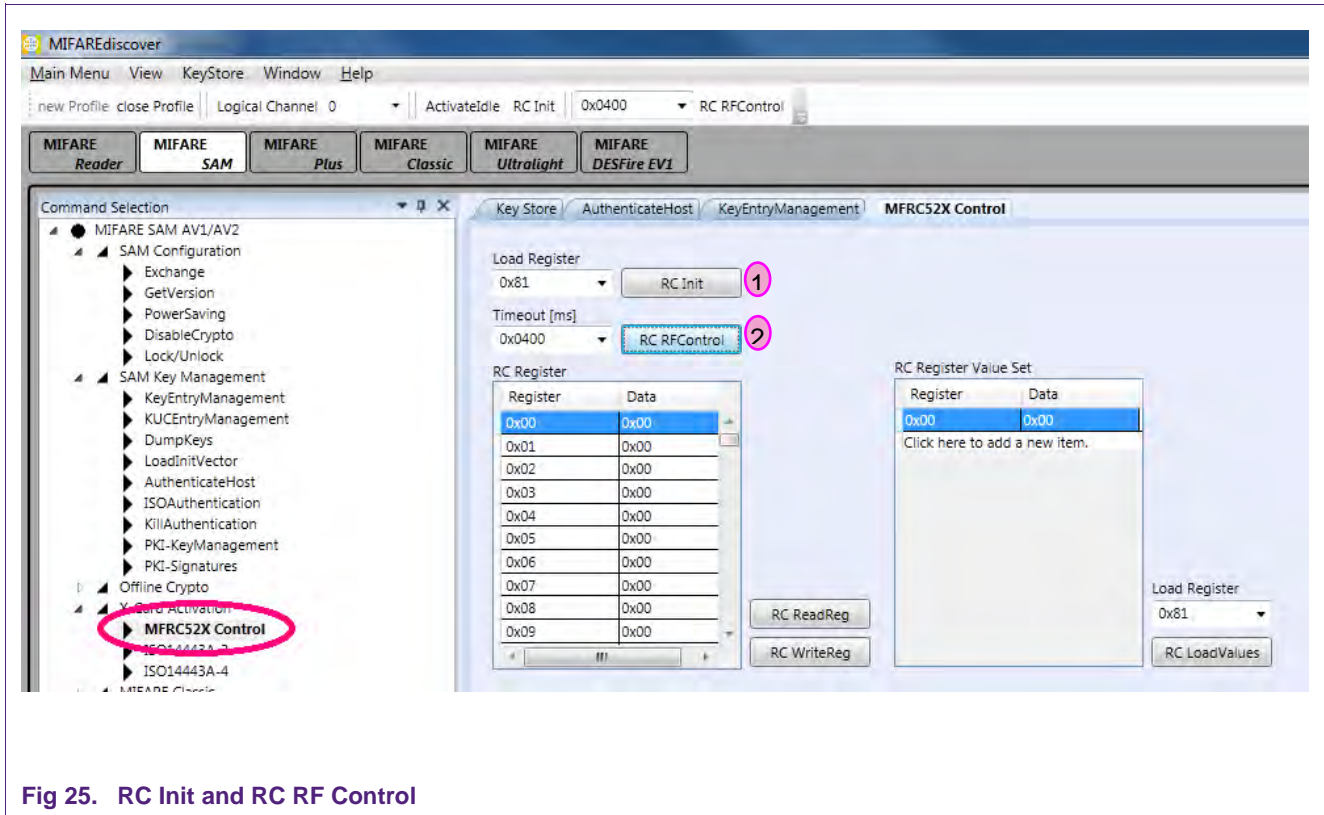 MIFAREdiscover
Main Menu View KeyStore Window Help
new Profile close Profile Logical Channel 0 ActivateIdle RC Init 0x0400 RC RFControl
MIFARE Reader MIFARE SAM MIFARE Plus MIFARE Classic MIFARE Ultralight MIFARE DESFire EV1
Command Selection
MIFARE SAM AV1/AV2
SAM Configuration
Exchange
GetVersion
PowerSaving
DisableCrypto
Lock/Unlock
SAM Key Management
KeyEntryManagement
KUCEntryManagement
DumpKeys
LoadInitVector
AuthenticateHost
ISOAuthentication
KillAuthentication
PKI-KeyManagement
PKI-Signatures
Offline Crypto
X-Card Activation
MFRC52X Control
ISO14443A-3
ISO14443A-4
MIFARE Classic
Key Store AuthenticateHost KeyEntryManagement MFRC52X Control
Load Register
0x81 RC Init 1
Timeout [ms]
0x0400 RC RFControl 2
RC Register
Register Data
0x00 0x00
0x01 0x00
0x02 0x00
0x03 0x00
0x04 0x00
0x05 0x00
0x06 0x00
0x07 0x00
0x08 0x00
0x09 0x00
RC ReadReg
RC WriteReg
RC Register Value Set
Register Data
0x00 0x00
Click here to add a new item.
Load Register
0x81
RC LoadValues
Fig 25. RC Init and RC RF Control